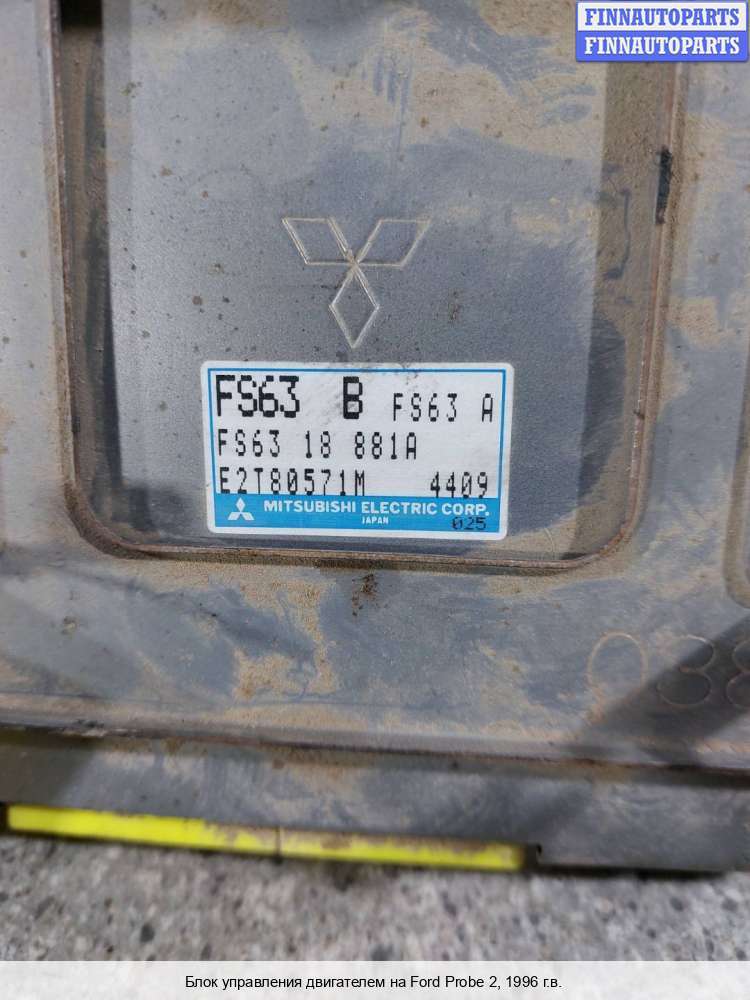 FINNAUTOPARTS
FINNAUTOPARTS
FS63 B FS63 A
FS63 18 881A
E2T80571M 4409
MITSUBISHI ELECTRIC CORP.
JAPAN
025
038
Блок управления двигателем на Ford Probe 2, 1996 г.в.